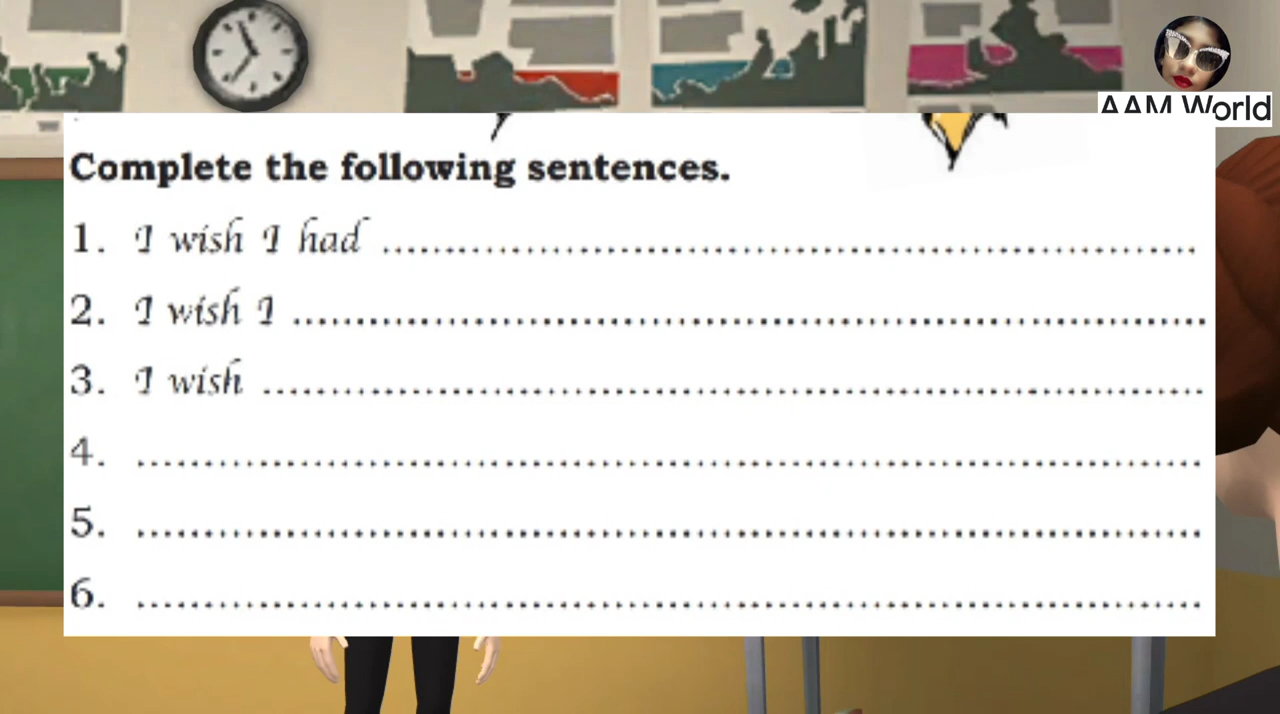 AAM World
Complete the following sentences.
1. I wish I had ........................................................................
2. I wish I ................................................................................
3. I wish ...................................................................................
4. ..............................................................................................
5. ..............................................................................................
6. ..............................................................................................